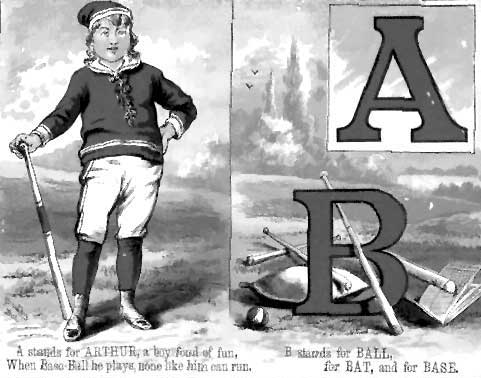 A
B
A stands for ARTHUR, a boy fond of fun,
When Base-Ball he plays, none like him can run.
B stands for BALL,
for BAT, and for BASE.